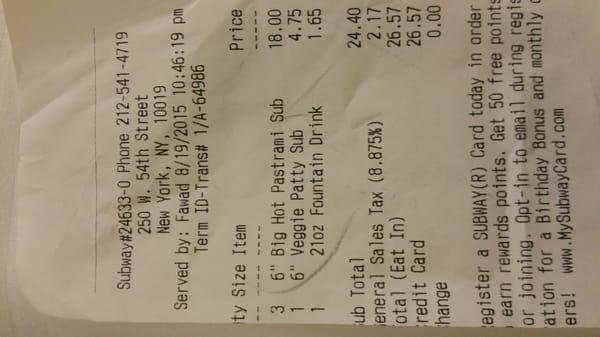 Subway#24633-0 Phone 212-541-4719
250 W. 54th Street
New York, NY, 10019
Served by: Fawad 8/19/2015 10:46:19 pm
Term ID-Trans# 1/A-64986
ty Size Item Price
-- ---- ---- -----
3 6" Big Hot Pastrami Sub 18.00
1 6" Veggie Patty Sub 4.75
1 21oz Fountain Drink 1.65
ub Total 24.40
eneral Sales Tax (8.875%) 2.17
otal (Eat In) 26.57
redit Card 26.57
hange 0.00
egister a SUBWAY(R) Card today in order
o earn rewards points. Get 50 free points
or joining. Opt-in to email during regis
ation for a Birthday Bonus and monthly o
ers! www.MySubwayCard.com